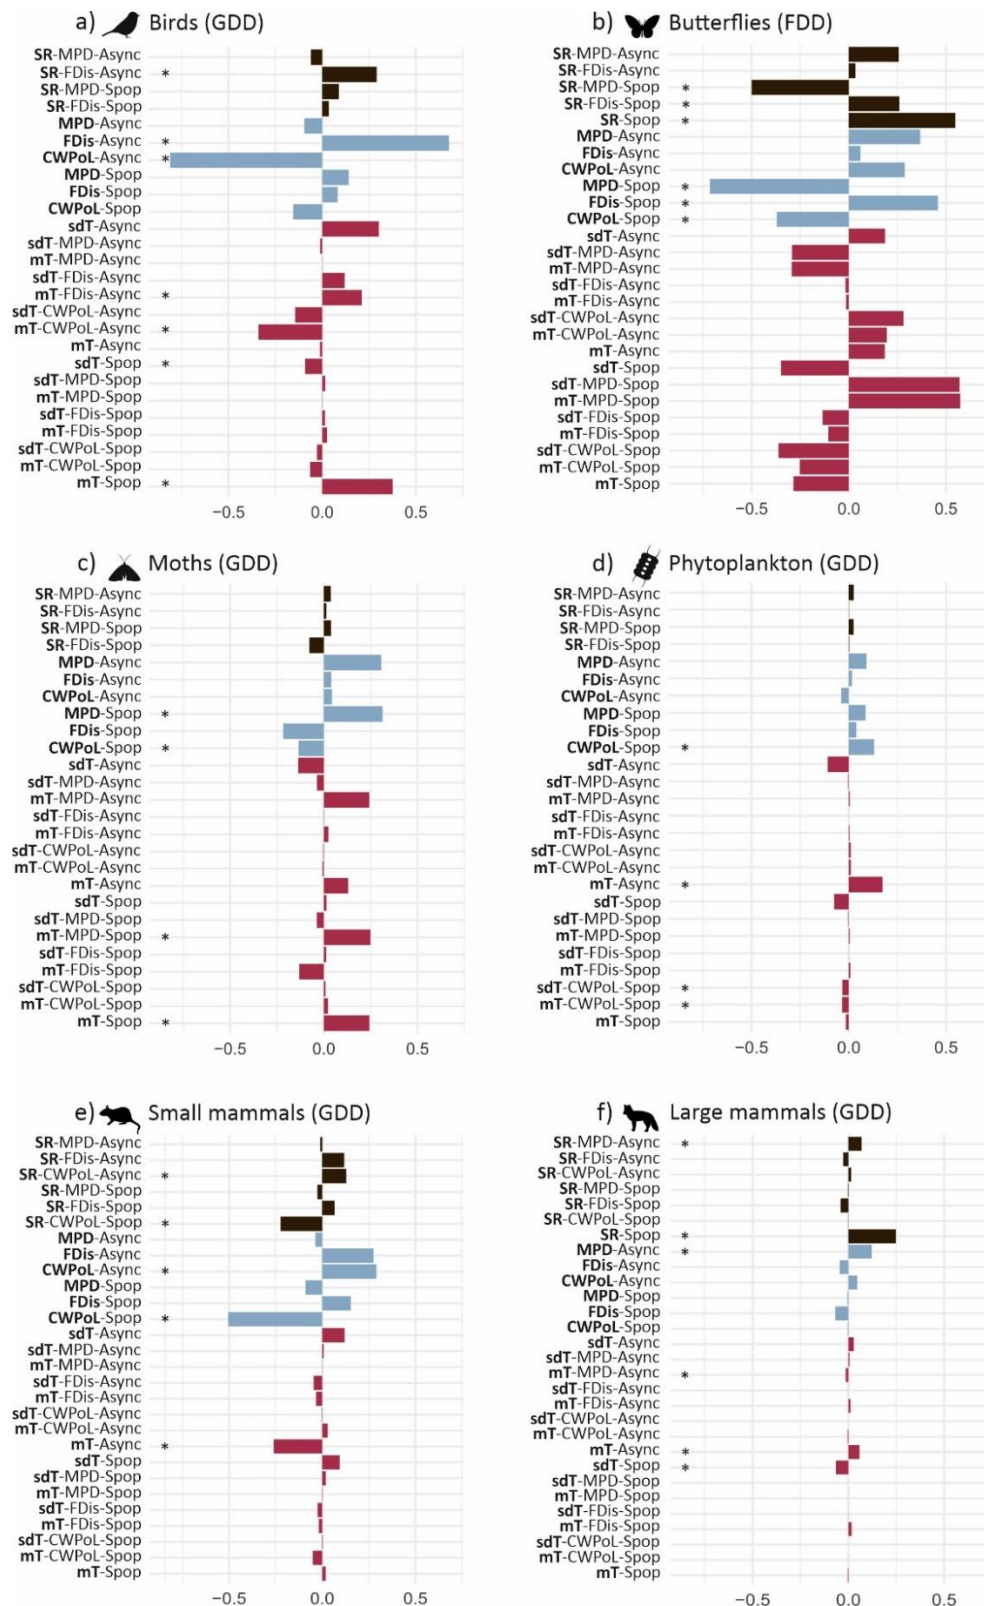 a) Birds (GDD)
SR-MPD-Async
SR-FDis-Async *
SR-MPD-Spop
SR-FDis-Spop
MPD-Async
FDis-Async *
CWPoL-Async *
MPD-Spop
FDis-Spop
CWPoL-Spop
sdT-Async
sdT-MPD-Async
mT-MPD-Async
sdT-FDis-Async
mT-FDis-Async *
sdT-CWPoL-Async
mT-CWPoL-Async *
mT-Async
sdT-Spop *
sdT-MPD-Spop
mT-MPD-Spop
sdT-FDis-Spop
mT-FDis-Spop
sdT-CWPoL-Spop
mT-CWPoL-Spop
mT-Spop *
−0.5 0.0 0.5
b) Butterflies (FDD)
SR-MPD-Async
SR-FDis-Async
SR-MPD-Spop *
SR-FDis-Spop *
SR-Spop *
MPD-Async
FDis-Async
CWPoL-Async
MPD-Spop *
FDis-Spop *
CWPoL-Spop *
sdT-Async
sdT-MPD-Async
mT-MPD-Async
sdT-FDis-Async
mT-FDis-Async
sdT-CWPoL-Async
mT-CWPoL-Async
mT-Async
sdT-Spop
sdT-MPD-Spop
mT-MPD-Spop
sdT-FDis-Spop
mT-FDis-Spop
sdT-CWPoL-Spop
mT-CWPoL-Spop
mT-Spop
−0.5 0.0 0.5
c) Moths (GDD)
SR-MPD-Async
SR-FDis-Async
SR-MPD-Spop
SR-FDis-Spop
MPD-Async
FDis-Async
CWPoL-Async
MPD-Spop *
FDis-Spop
CWPoL-Spop *
sdT-Async
sdT-MPD-Async
mT-MPD-Async
sdT-FDis-Async
mT-FDis-Async
sdT-CWPoL-Async
mT-CWPoL-Async
mT-Async
sdT-Spop
sdT-MPD-Spop
mT-MPD-Spop *
sdT-FDis-Spop
mT-FDis-Spop
sdT-CWPoL-Spop
mT-CWPoL-Spop
mT-Spop *
−0.5 0.0 0.5
d) Phytoplankton (GDD)
SR-MPD-Async
SR-FDis-Async
SR-MPD-Spop
SR-FDis-Spop
MPD-Async
FDis-Async
CWPoL-Async
MPD-Spop
FDis-Spop
CWPoL-Spop *
sdT-Async
sdT-MPD-Async
mT-MPD-Async
sdT-FDis-Async
mT-FDis-Async
sdT-CWPoL-Async
mT-CWPoL-Async
mT-Async *
sdT-Spop
sdT-MPD-Spop
mT-MPD-Spop
sdT-FDis-Spop
mT-FDis-Spop
sdT-CWPoL-Spop *
mT-CWPoL-Spop *
mT-Spop
−0.5 0.0 0.5
e) Small mammals (GDD)
SR-MPD-Async
SR-FDis-Async
SR-CWPoL-Async *
SR-MPD-Spop
SR-FDis-Spop
SR-CWPoL-Spop *
MPD-Async
FDis-Async
CWPoL-Async *
MPD-Spop
FDis-Spop
CWPoL-Spop *
sdT-Async
sdT-MPD-Async
mT-MPD-Async
sdT-FDis-Async
mT-FDis-Async
sdT-CWPoL-Async
mT-CWPoL-Async
mT-Async *
sdT-Spop
sdT-MPD-Spop
mT-MPD-Spop
sdT-FDis-Spop
mT-FDis-Spop
sdT-CWPoL-Spop
mT-CWPoL-Spop
mT-Spop
−0.5 0.0 0.5
f) Large mammals (GDD)
SR-MPD-Async *
SR-FDis-Async
SR-CWPoL-Async
SR-MPD-Spop
SR-FDis-Spop
SR-CWPoL-Spop
SR-Spop *
MPD-Async *
FDis-Async
CWPoL-Async
MPD-Spop
FDis-Spop
CWPoL-Spop
sdT-Async
sdT-MPD-Async
mT-MPD-Async *
sdT-FDis-Async
mT-FDis-Async
sdT-CWPoL-Async
mT-CWPoL-Async
mT-Async *
sdT-Spop *
sdT-MPD-Spop
mT-MPD-Spop
sdT-FDis-Spop
mT-FDis-Spop
sdT-CWPoL-Spop
mT-CWPoL-Spop
mT-Spop
−0.5 0.0 0.5